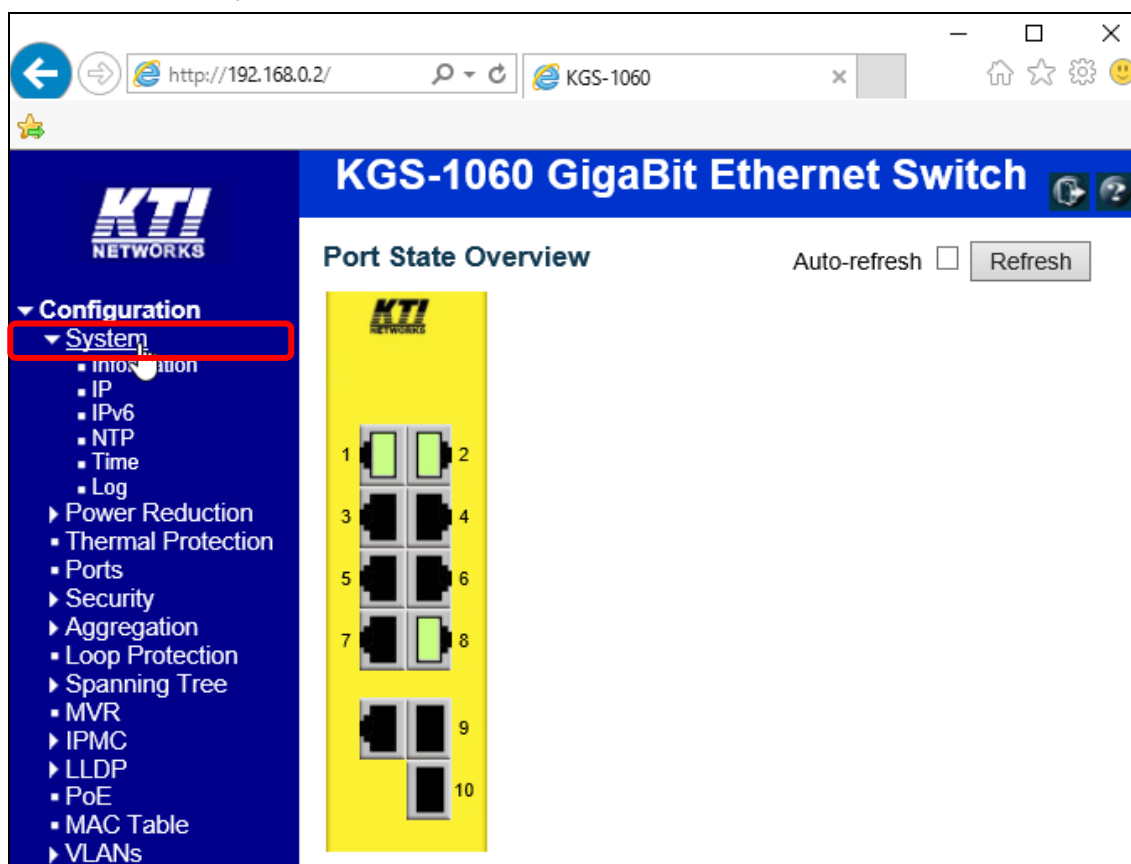 http://192.168.0.2/
KGS-1060
KGS-1060 GigaBit Ethernet Switch
KTI
NETWORKS
Port State Overview
Auto-refresh
Refresh
Configuration
System
Information
IP
IPv6
NTP
Time
Log
Power Reduction
Thermal Protection
Ports
Security
Aggregation
Loop Protection
Spanning Tree
MVR
IPMC
LLDP
PoE
MAC Table
VLANs
KTI
NETWORKS
1 2
3 4
5 6
7 8
9
10